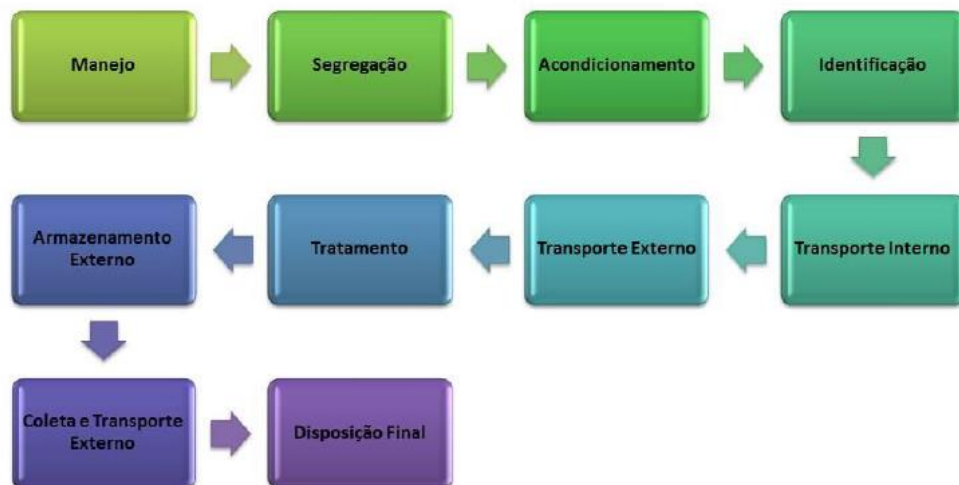 Manejo
Segregação
Acondicionamento
Identificação
Transporte Interno
Transporte Externo
Tratamento
Armazenamento
Externo
Coleta e Transporte
Externo
Disposição Final